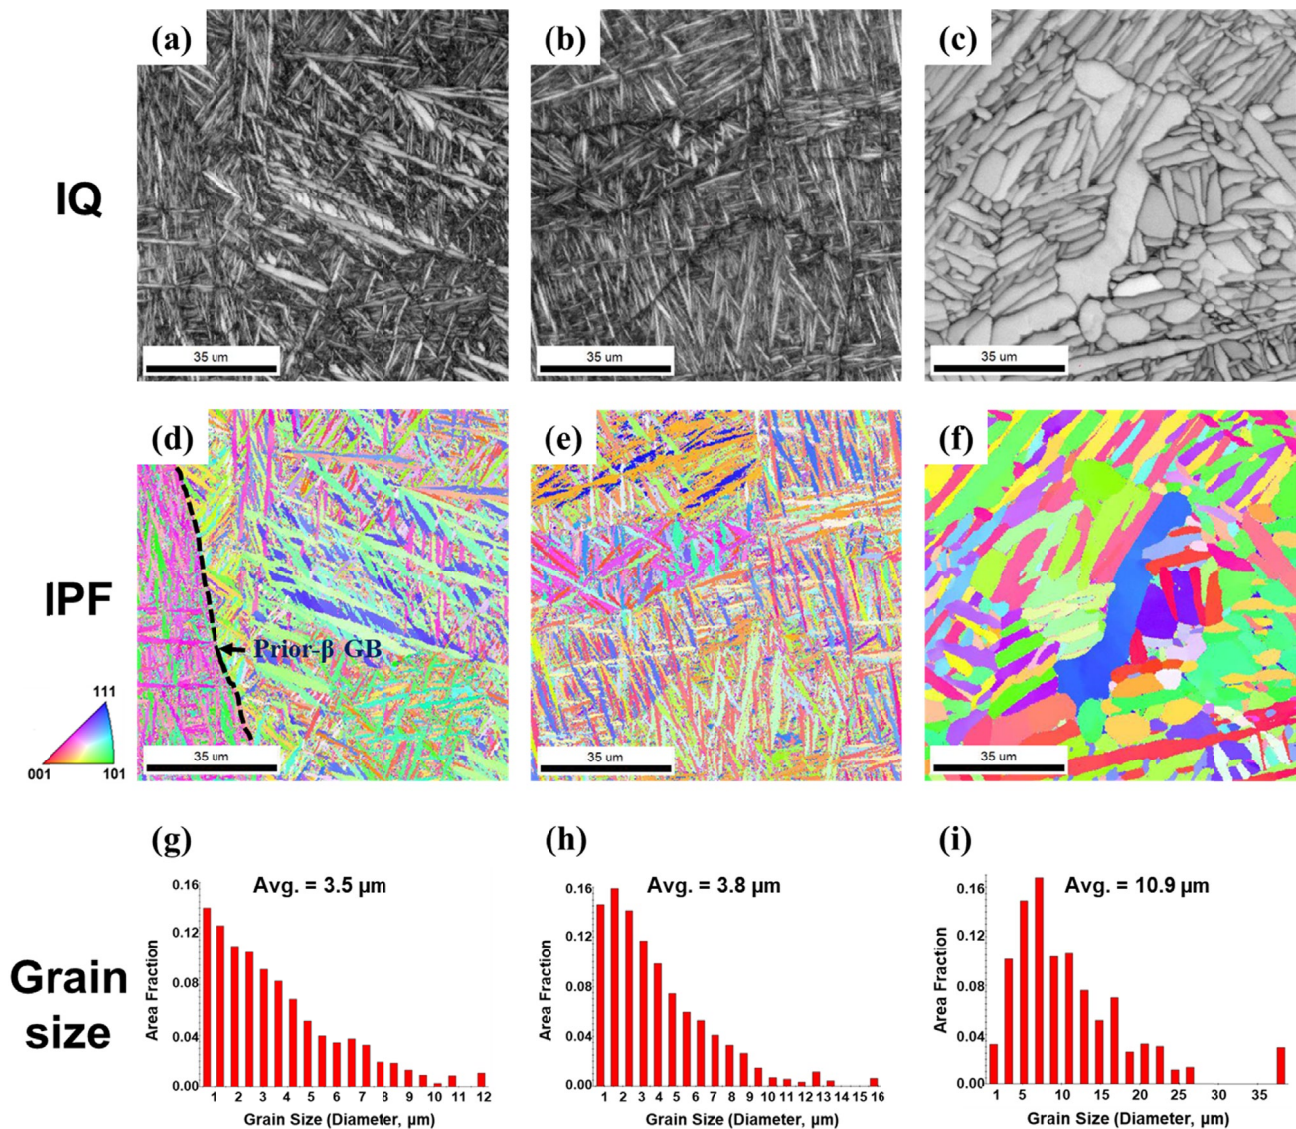 (a)
(b)
(c)
IQ
35 um
35 um
35 um
(d)
(e)
(f)
IPF
Prior-β GB
111
001
101
35 um
35 um
35 um
(g)
(h)
(i)
Grain
size
Avg. = 3.5 µm
0.16
0.12
0.08
0.04
0.00
Area Fraction
1 2 3 4 5 6 7 8 9 10 11 12
Grain Size (Diameter, µm)
Avg. = 3.8 µm
0.16
0.12
0.08
0.04
0.00
Area Fraction
1 2 3 4 5 6 7 8 9 10 11 12 13 14 15 16
Grain Size (Diameter, µm)
Avg. = 10.9 µm
0.16
0.12
0.08
0.04
0.00
Area Fraction
1 5 10 15 20 25 30 35
Grain Size (Diameter, µm)